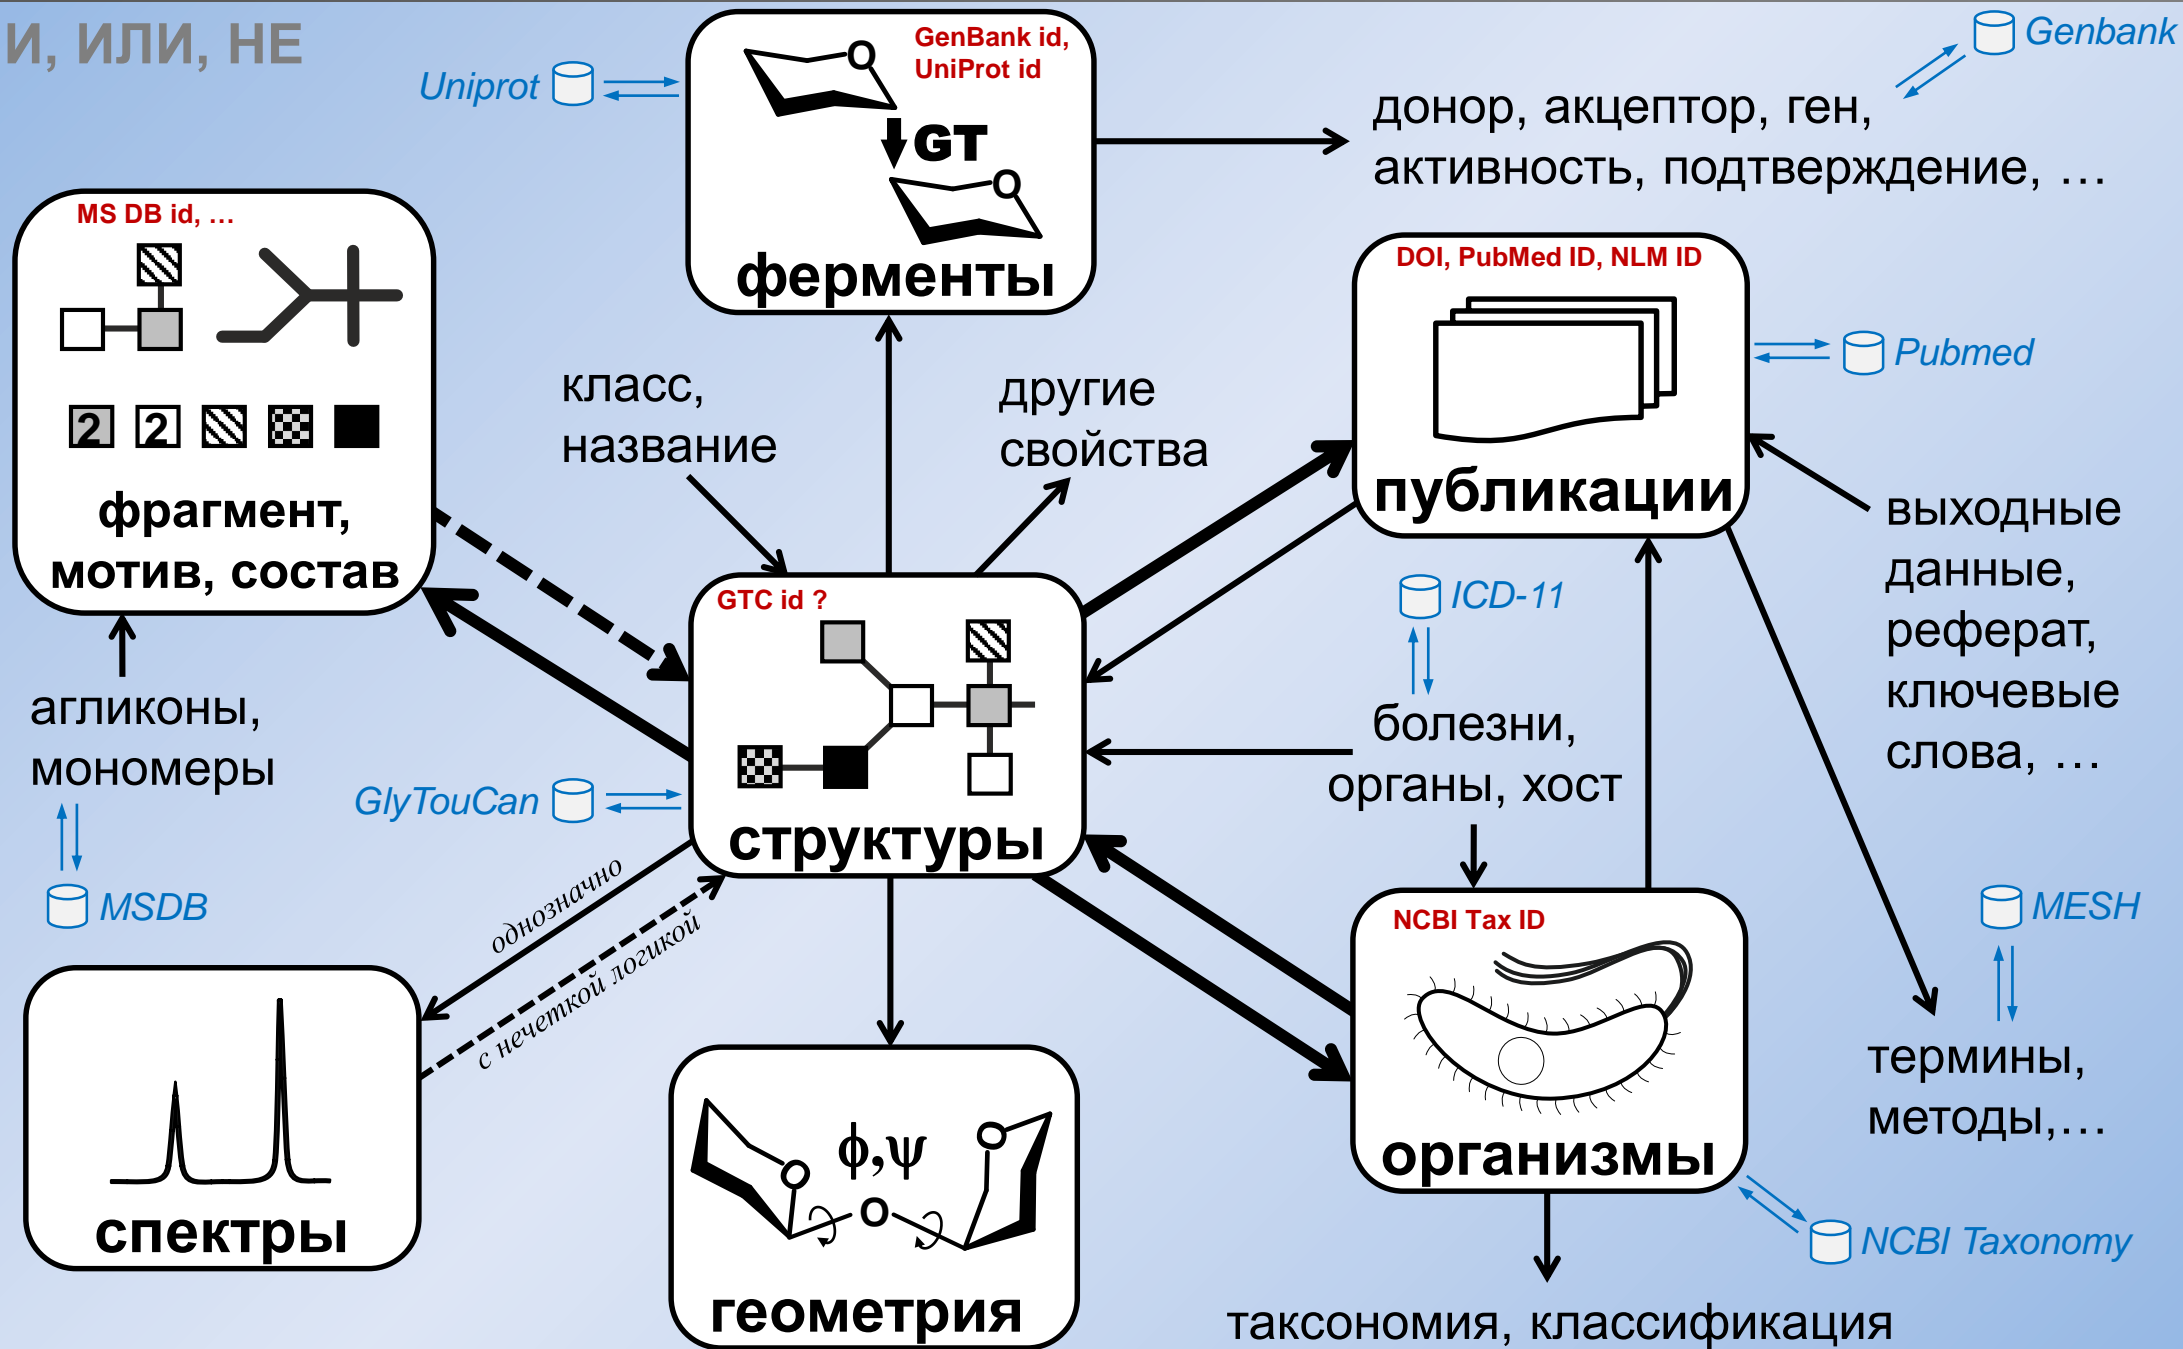 И, ИЛИ, НЕ
Uniprot
GenBank id,
UniProt id
O
GT
O
ферменты
Genbank
донор, акцептор, ген,
активность, подтверждение, …
MS DB id, …
2 2
фрагмент,
мотив, состав
класс,
название
другие
свойства
DOI, PubMed ID, NLM ID
публикации
Pubmed
выходные
данные,
реферат,
ключевые
слова, …
агликоны,
мономеры
MSDB
GlyTouCan
GTC id ?
структуры
ICD-11
болезни,
органы, хост
однозначно
с нечеткой логикой
NCBI Tax ID
организмы
MESH
термины,
методы,…
NCBI Taxonomy
таксономия, классификация
спектры
ϕ,ψ
O
O
O
геометрия